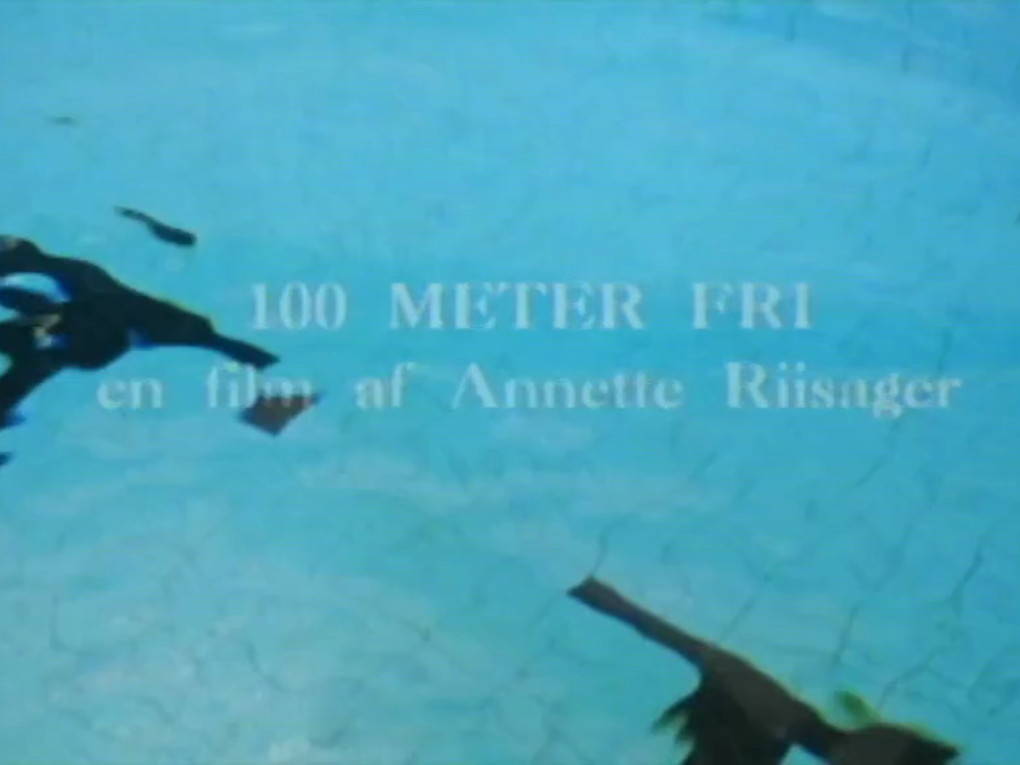 100 METER FRI
en film af Annette Riisager